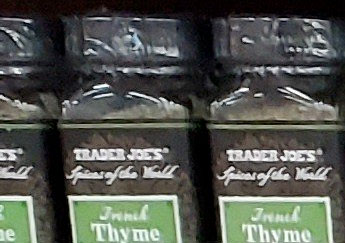 TRADER JOE'S®
Spices of the World
French
Thyme
TRADER JOE'S®
Spices of the World
French
Thyme